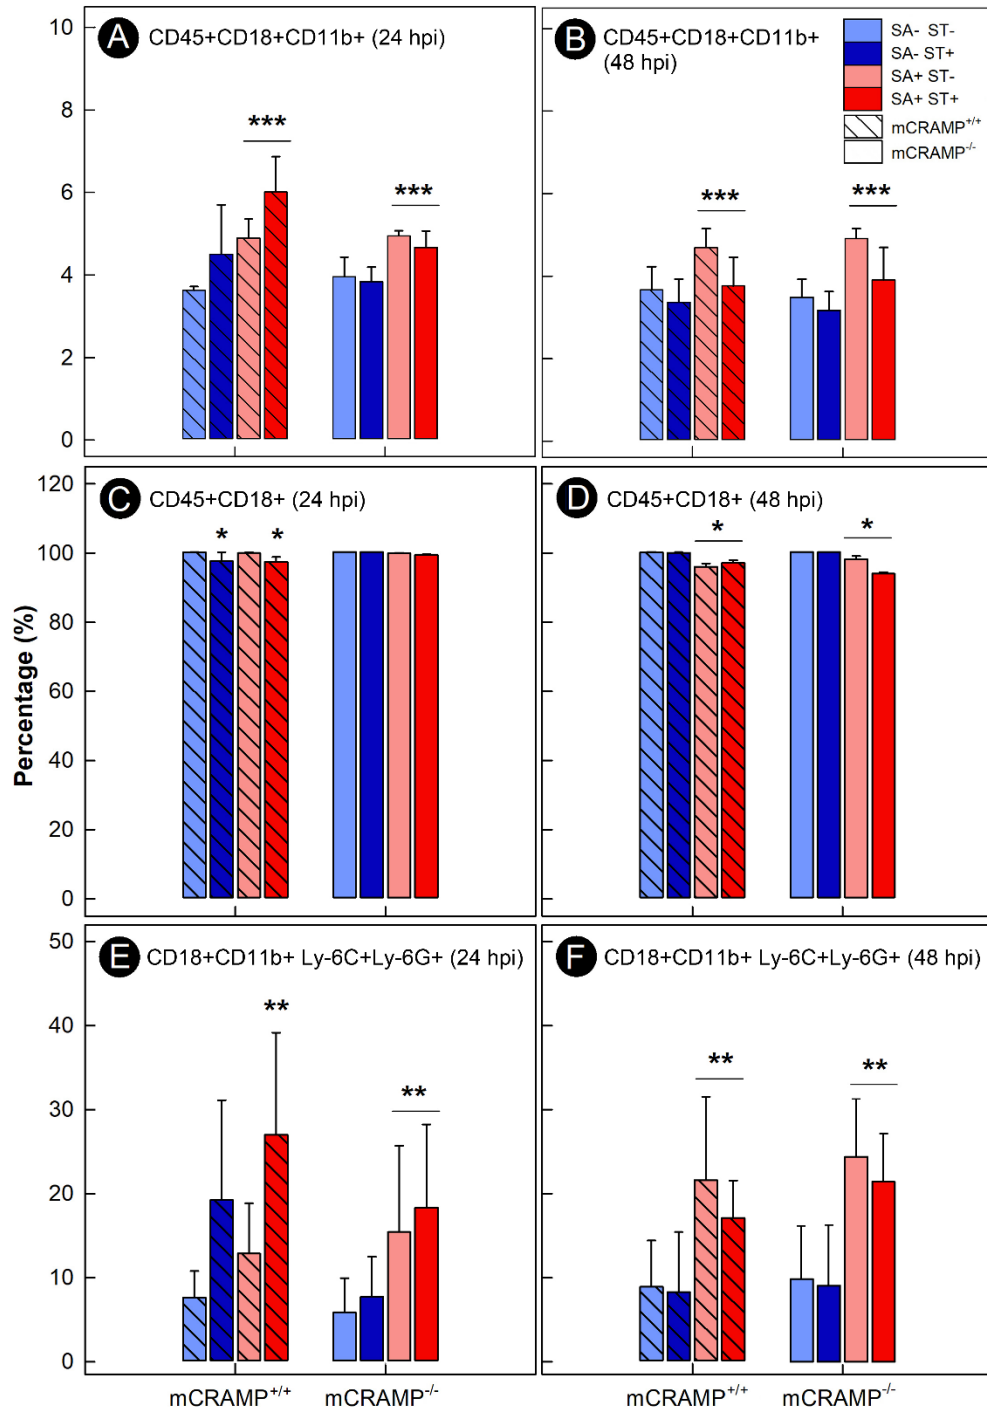 A CD45+CD18+CD11b+ (24 hpi)
10
8
6
4
2
0
***
***
B CD45+CD18+CD11b+
(48 hpi)
SA- ST-
SA- ST+
SA+ ST-
SA+ ST+
mCRAMP+/+
mCRAMP-/-
***
***
C CD45+CD18+ (24 hpi)
120
100
80
60
40
20
0
* *
D CD45+CD18+ (48 hpi)
*
*
Percentage (%)
E CD18+CD11b+ Ly-6C+Ly-6G+ (24 hpi)
50
40
30
20
10
0
**
**
F CD18+CD11b+ Ly-6C+Ly-6G+ (48 hpi)
**
**
mCRAMP+/+ mCRAMP-/- mCRAMP+/+ mCRAMP-/-